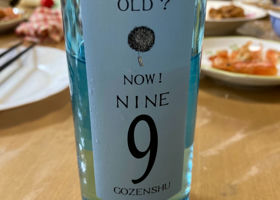 OLD ?
NOW!
NINE
9
GOZENSHU